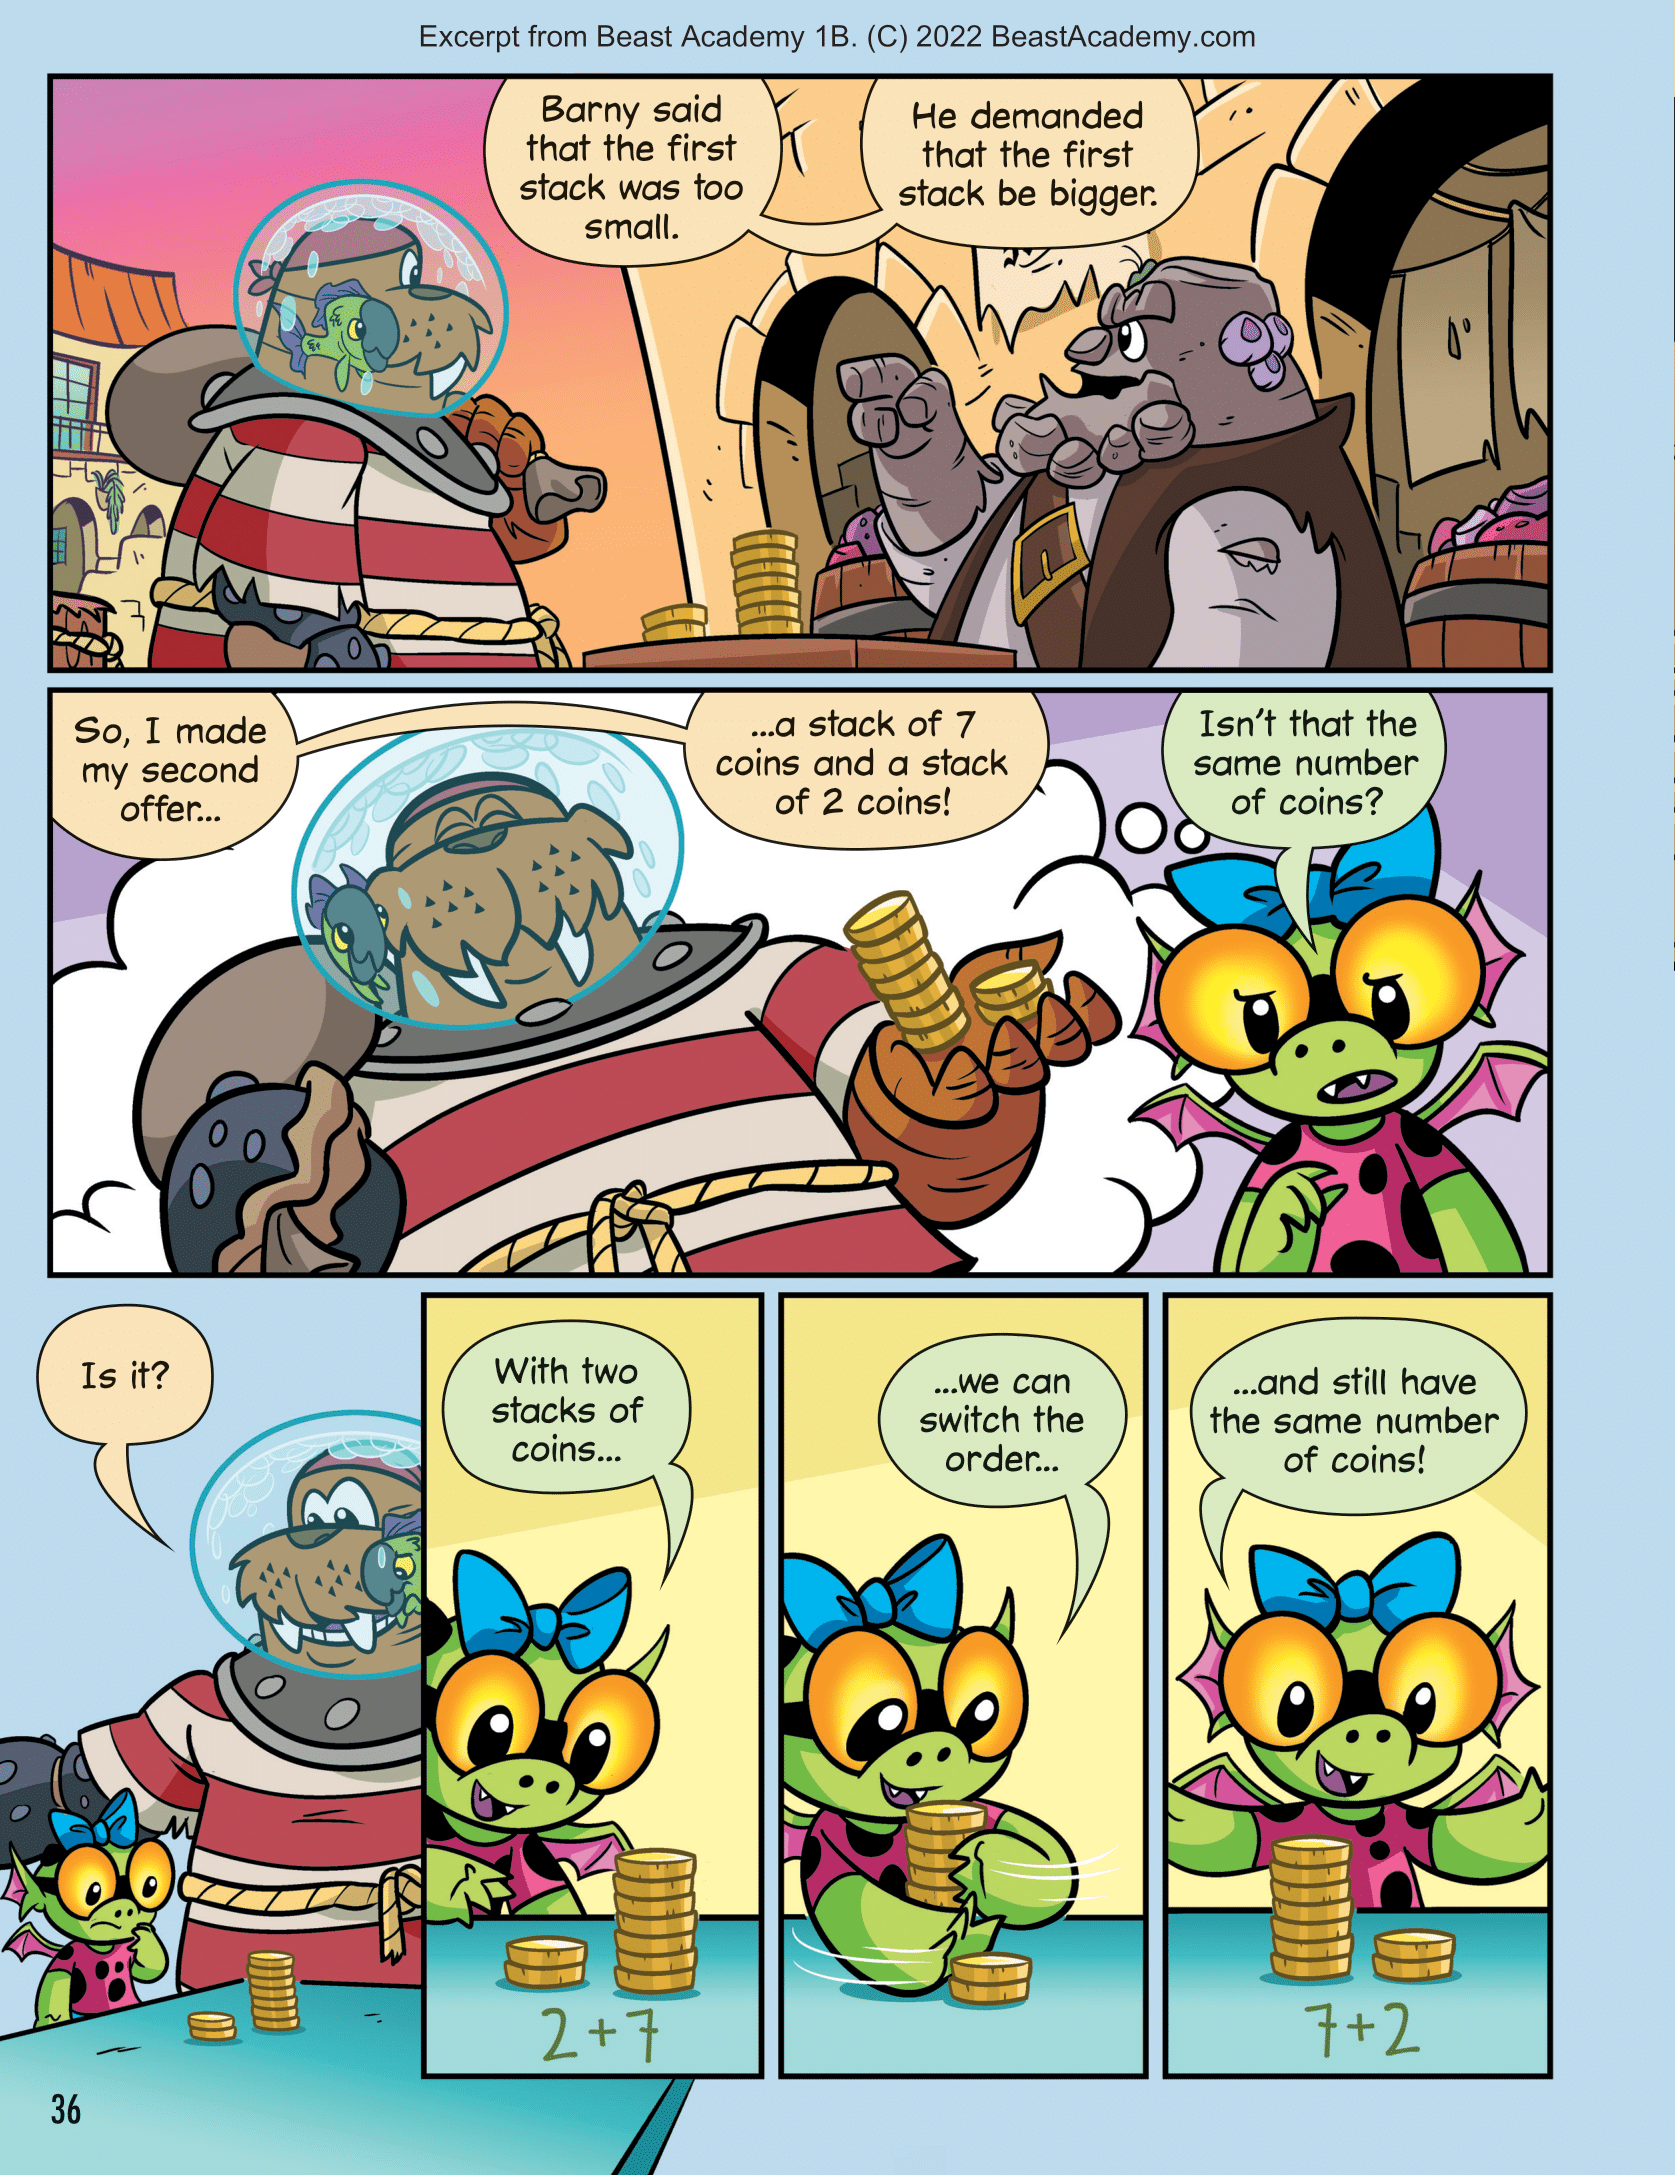 Excerpt from Beast Academy 1B. (C) 2022 BeastAcademy.com
Barny said
that the first
stack was too
small.
He demanded
that the first
stack be bigger.
So, I made
my second
offer...
...a stack of 7
coins and a stack
of 2 coins!
Isn't that the
same number
of coins?
Is it?
With two
stacks of
coins...
...we can
switch the
order...
...and still have
the same number
of coins!
2+7
7+2
36